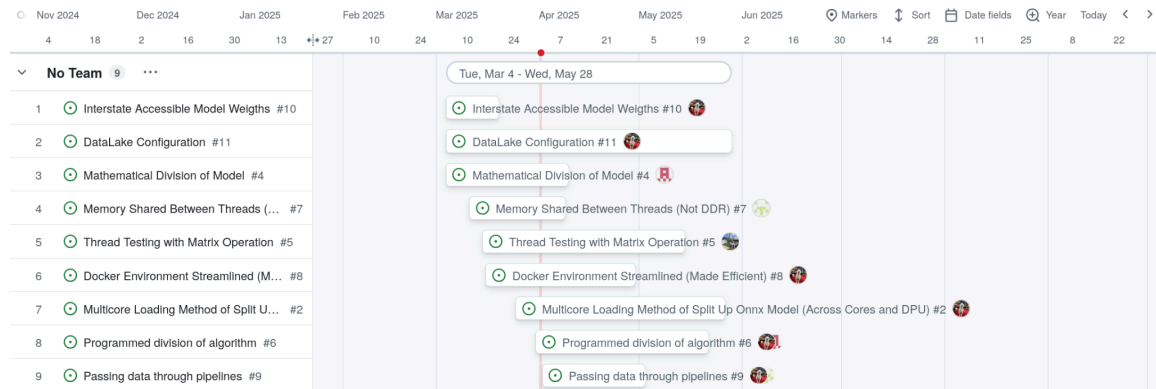 Nov 2024 Dec 2024 Jan 2025 Feb 2025 Mar 2025 Apr 2025 May 2025 Jun 2025 Markers Sort Date fields Year Today
4 18 2 16 30 13 27 10 24 10 24 7 21 5 19 2 16 30 14 28 11 25 8 22
No Team 9 ... Tue, Mar 4 - Wed, May 28
1 Interstate Accessible Model Weigths #10 Interstate Accessible Model Weigths #10
2 DataLake Configuration #11 DataLake Configuration #11
3 Mathematical Division of Model #4 Mathematical Division of Model #4
4 Memory Shared Between Threads (... #7 Memory Shared Between Threads (Not DDR) #7
5 Thread Testing with Matrix Operation #5 Thread Testing with Matrix Operation #5
6 Docker Environment Streamlined (M... #8 Docker Environment Streamlined (Made Efficient) #8
7 Multicore Loading Method of Split U... #2 Multicore Loading Method of Split Up Onnx Model (Across Cores and DPU) #2
8 Programmed division of algorithm #6 Programmed division of algorithm #6
9 Passing data through pipelines #9 Passing data through pipelines #9